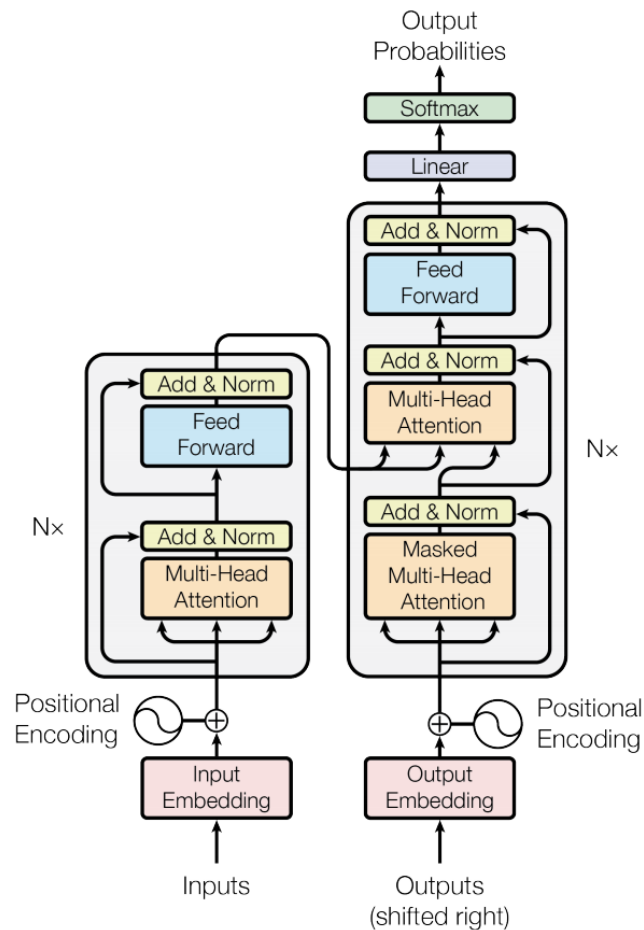 Output
Probabilities
Softmax
Linear
Add & Norm
Feed
Forward
Add & Norm
Multi-Head
Attention
Add & Norm
Masked
Multi-Head
Attention
N×
Add & Norm
Feed
Forward
Add & Norm
Multi-Head
Attention
N×
Positional
Encoding
Positional
Encoding
Input
Embedding
Output
Embedding
Inputs
Outputs
(shifted right)